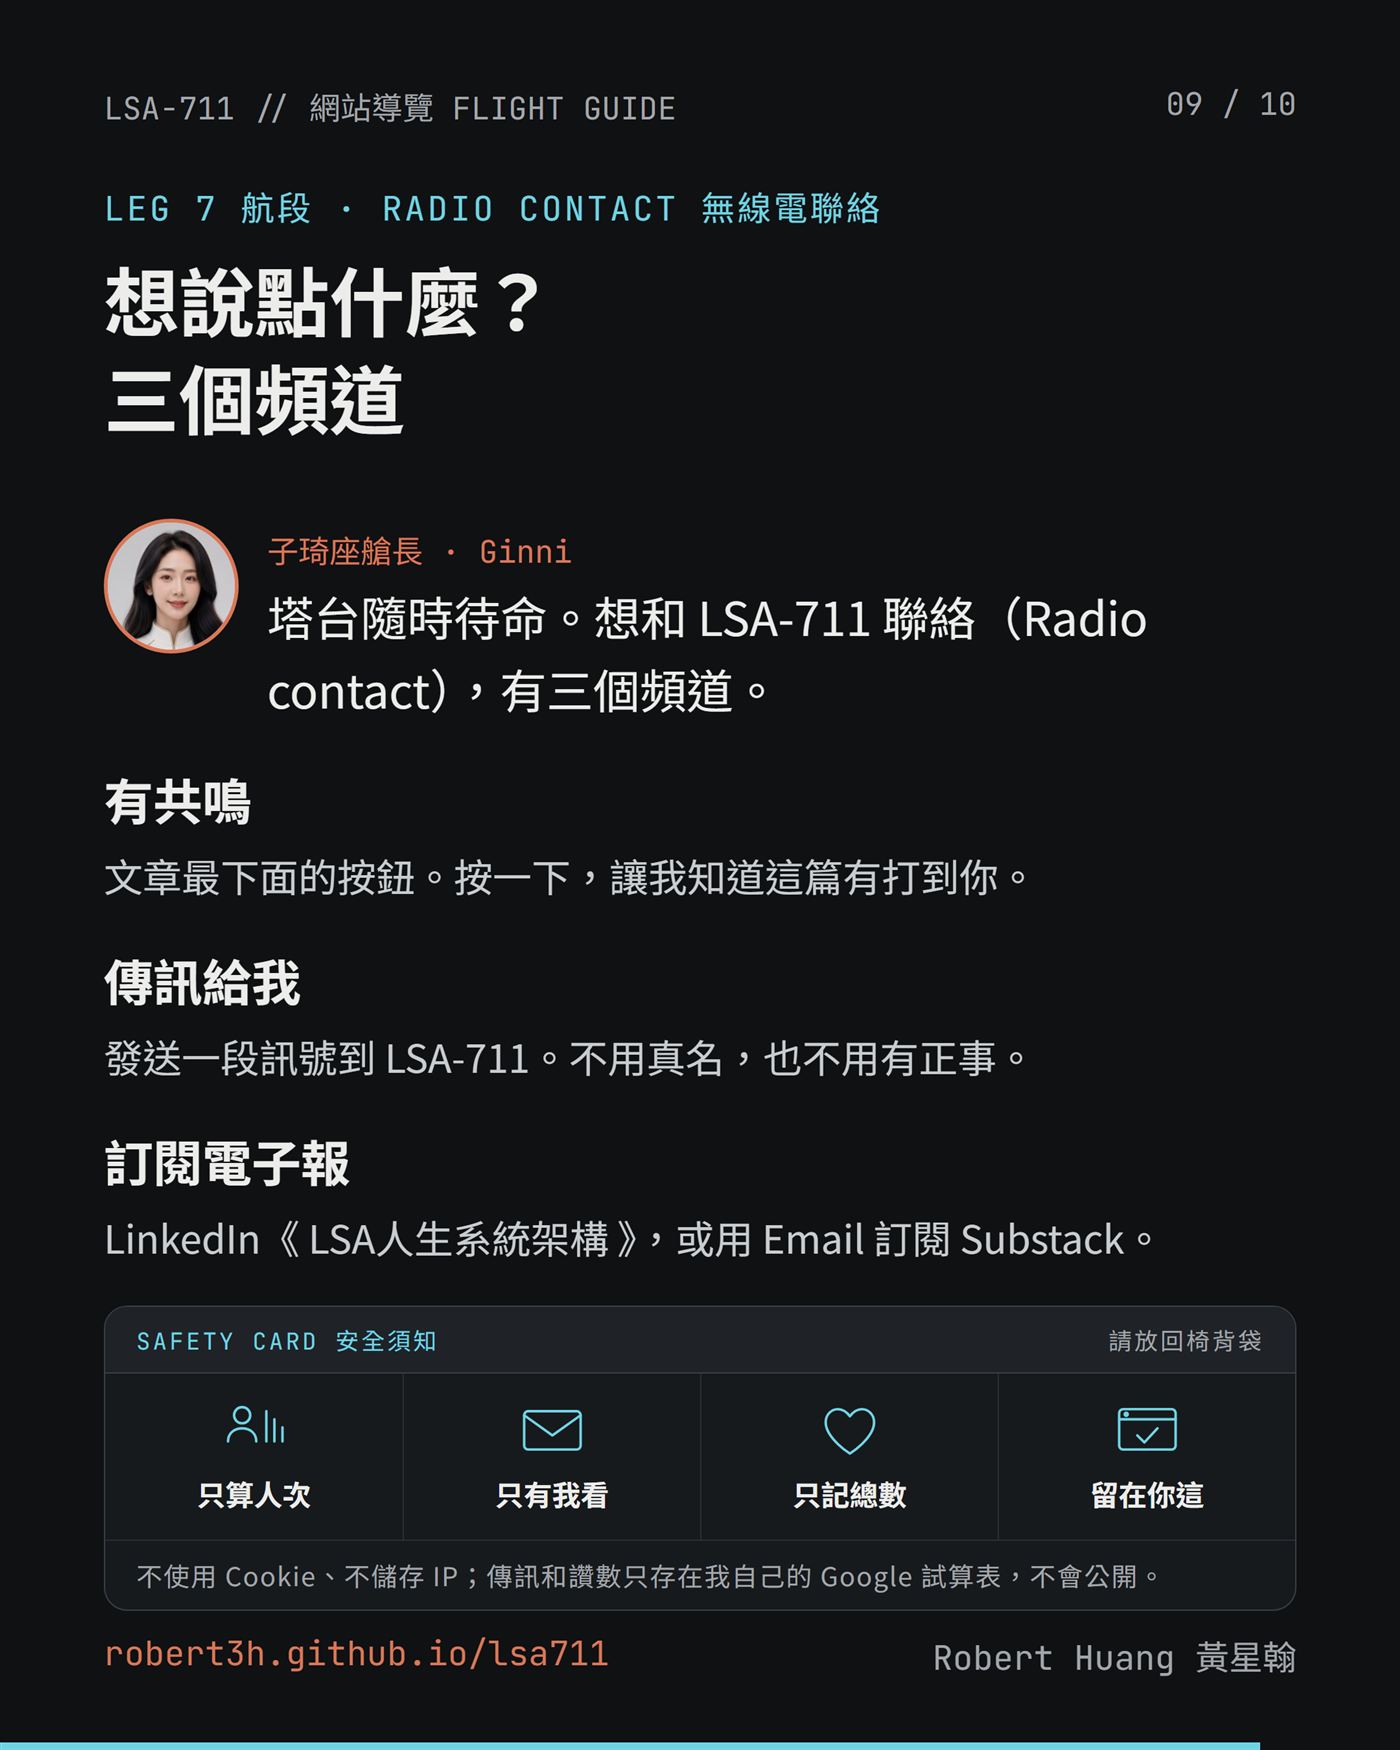 LSA-711 // 網站導覽 FLIGHT GUIDE
09 / 10
LEG 7 航段 · RADIO CONTACT 無線電聯絡
想說點什麼？
三個頻道
子琦座艙長 · Ginni
塔台隨時待命。想和 LSA-711 聯絡（Radio
contact），有三個頻道。
有共鳴
文章最下面的按鈕。按一下，讓我知道這篇有打到你。
傳訊給我
發送一段訊號到 LSA-711。不用真名，也不用有正事。
訂閱電子報
LinkedIn《 LSA人生系統架構 》，或用 Email 訂閱 Substack。
SAFETY CARD 安全須知
請放回椅背袋
只算人次
只有我看
只記總數
留在你這
不使用 Cookie、不儲存 IP；傳訊和讚數只存在我自己的 Google 試算表，不會公開。
robert3h.github.io/lsa711
Robert Huang 黃星翰